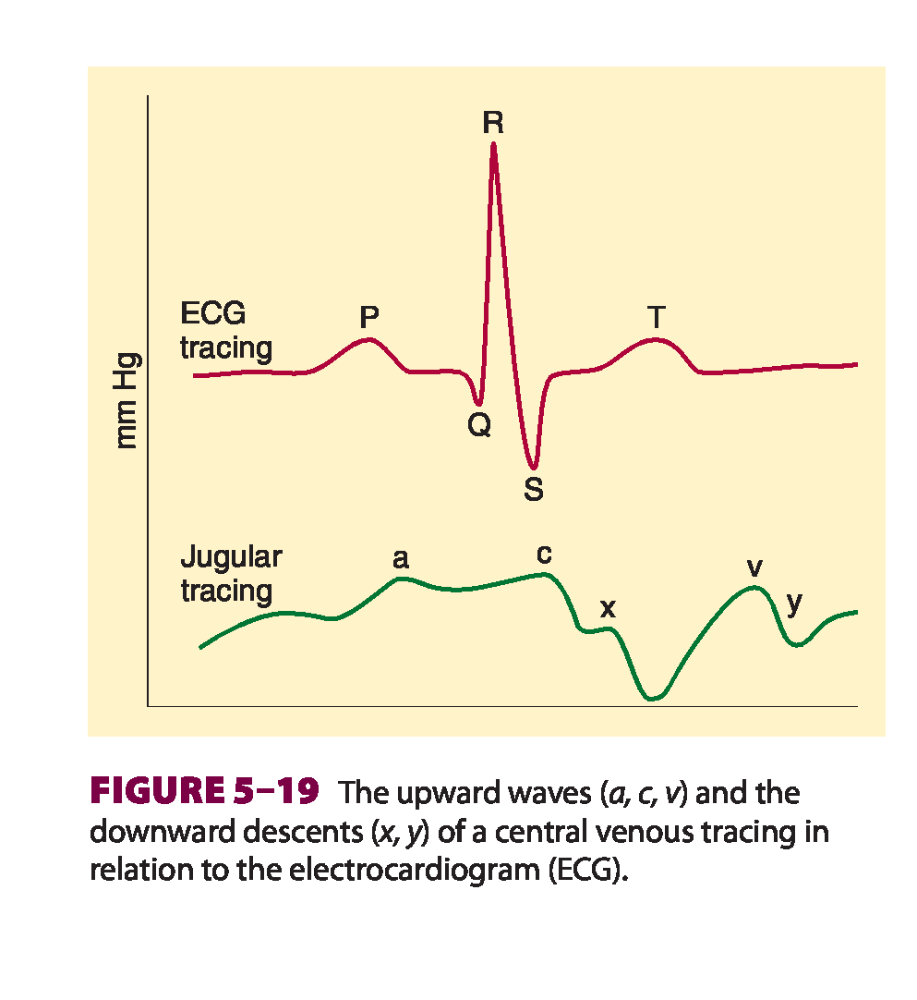 R
ECG
tracing
P
T
mm Hg
Q
S
Jugular
tracing
a
c
x
v
y
FIGURE 5–19 The upward waves (a, c, v) and the
downward descents (x, y) of a central venous tracing in
relation to the electrocardiogram (ECG).